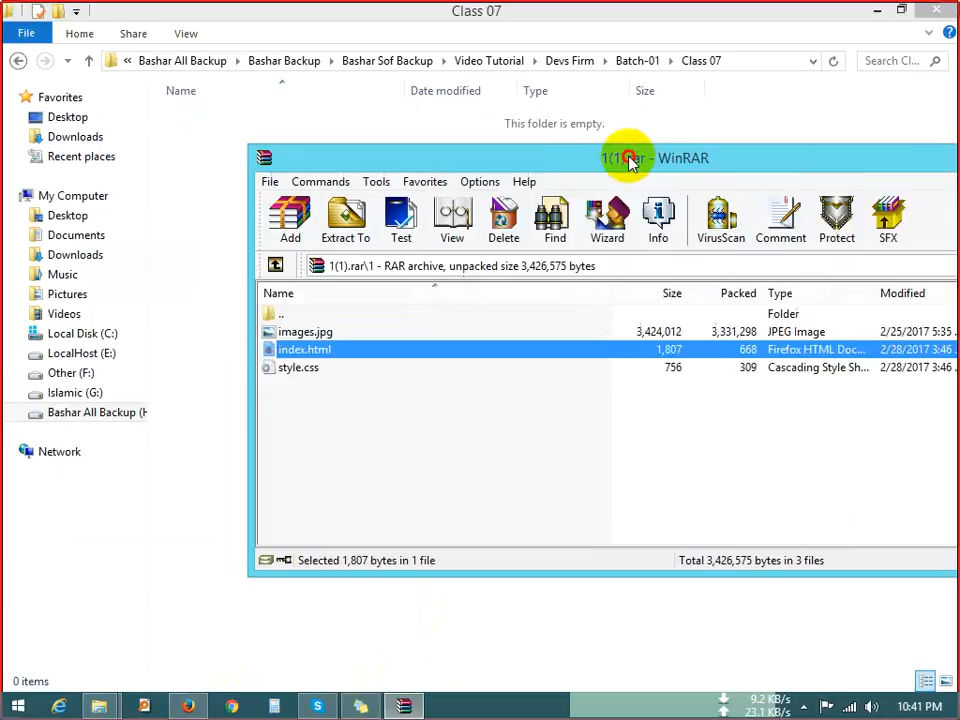 Class 07
File Home Share View
« Bashar All Backup Bashar Backup Bashar Sof Backup Video Tutorial Devs Firm Batch-01 Class 07
Search Cl...
Name Date modified Type Size
This folder is empty.
Favorites
Desktop
Downloads
Recent places
My Computer
Desktop
Documents
Downloads
Music
Pictures
Videos
Local Disk (C:)
LocalHost (E:)
Other (F:)
Islamic (G:)
Bashar All Backup (H
Network
0 items
1(1).rar - WinRAR
File Commands Tools Favorites Options Help
Add Extract To Test View Delete Find Wizard Info VirusScan Comment Protect SFX
1(1).rar\1 - RAR archive, unpacked size 3,426,575 bytes
Name Size Packed Type Modified
.. Folder
images.jpg 3,424,012 3,331,298 JPEG Image 2/25/2017 5:35
index.html 1,807 668 Firefox HTML Doc... 2/28/2017 3:46
style.css 756 309 Cascading Style Sh... 2/28/2017 3:46
Selected 1,807 bytes in 1 file Total 3,426,575 bytes in 3 files
9.2 KB/s
23.1 KB/s
10:41 PM